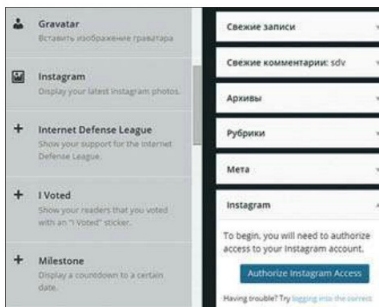 Gravatar
Вставить изображение граватара
Instagram
Display your latest Instagram photos.
Internet Defense League
Show your support for the Internet
Defense League.
I Voted
Show your readers that you voted
with an "I Voted" sticker.
Milestone
Display a countdown to a certain
date.
Свежие записи
Свежие комментарии: sdv
Архивы
Рубрики
Мета
Instagram
To begin, you will need to authorize
access to your Instagram account.
Authorize Instagram Access
Having trouble? Try logging into the correct